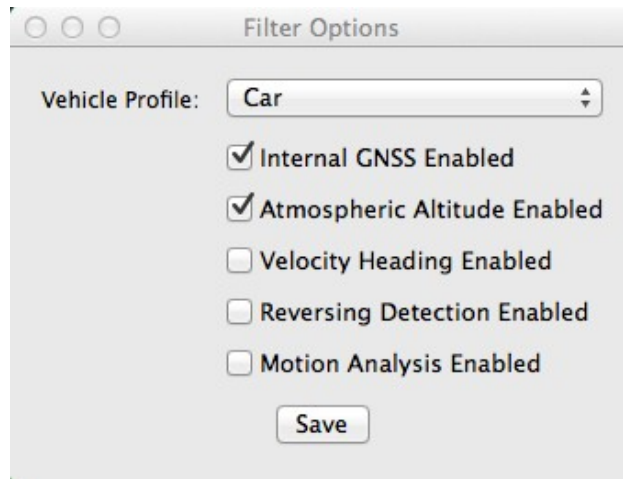 Filter Options
Vehicle Profile: Car
Internal GNSS Enabled
Atmospheric Altitude Enabled
Velocity Heading Enabled
Reversing Detection Enabled
Motion Analysis Enabled
Save